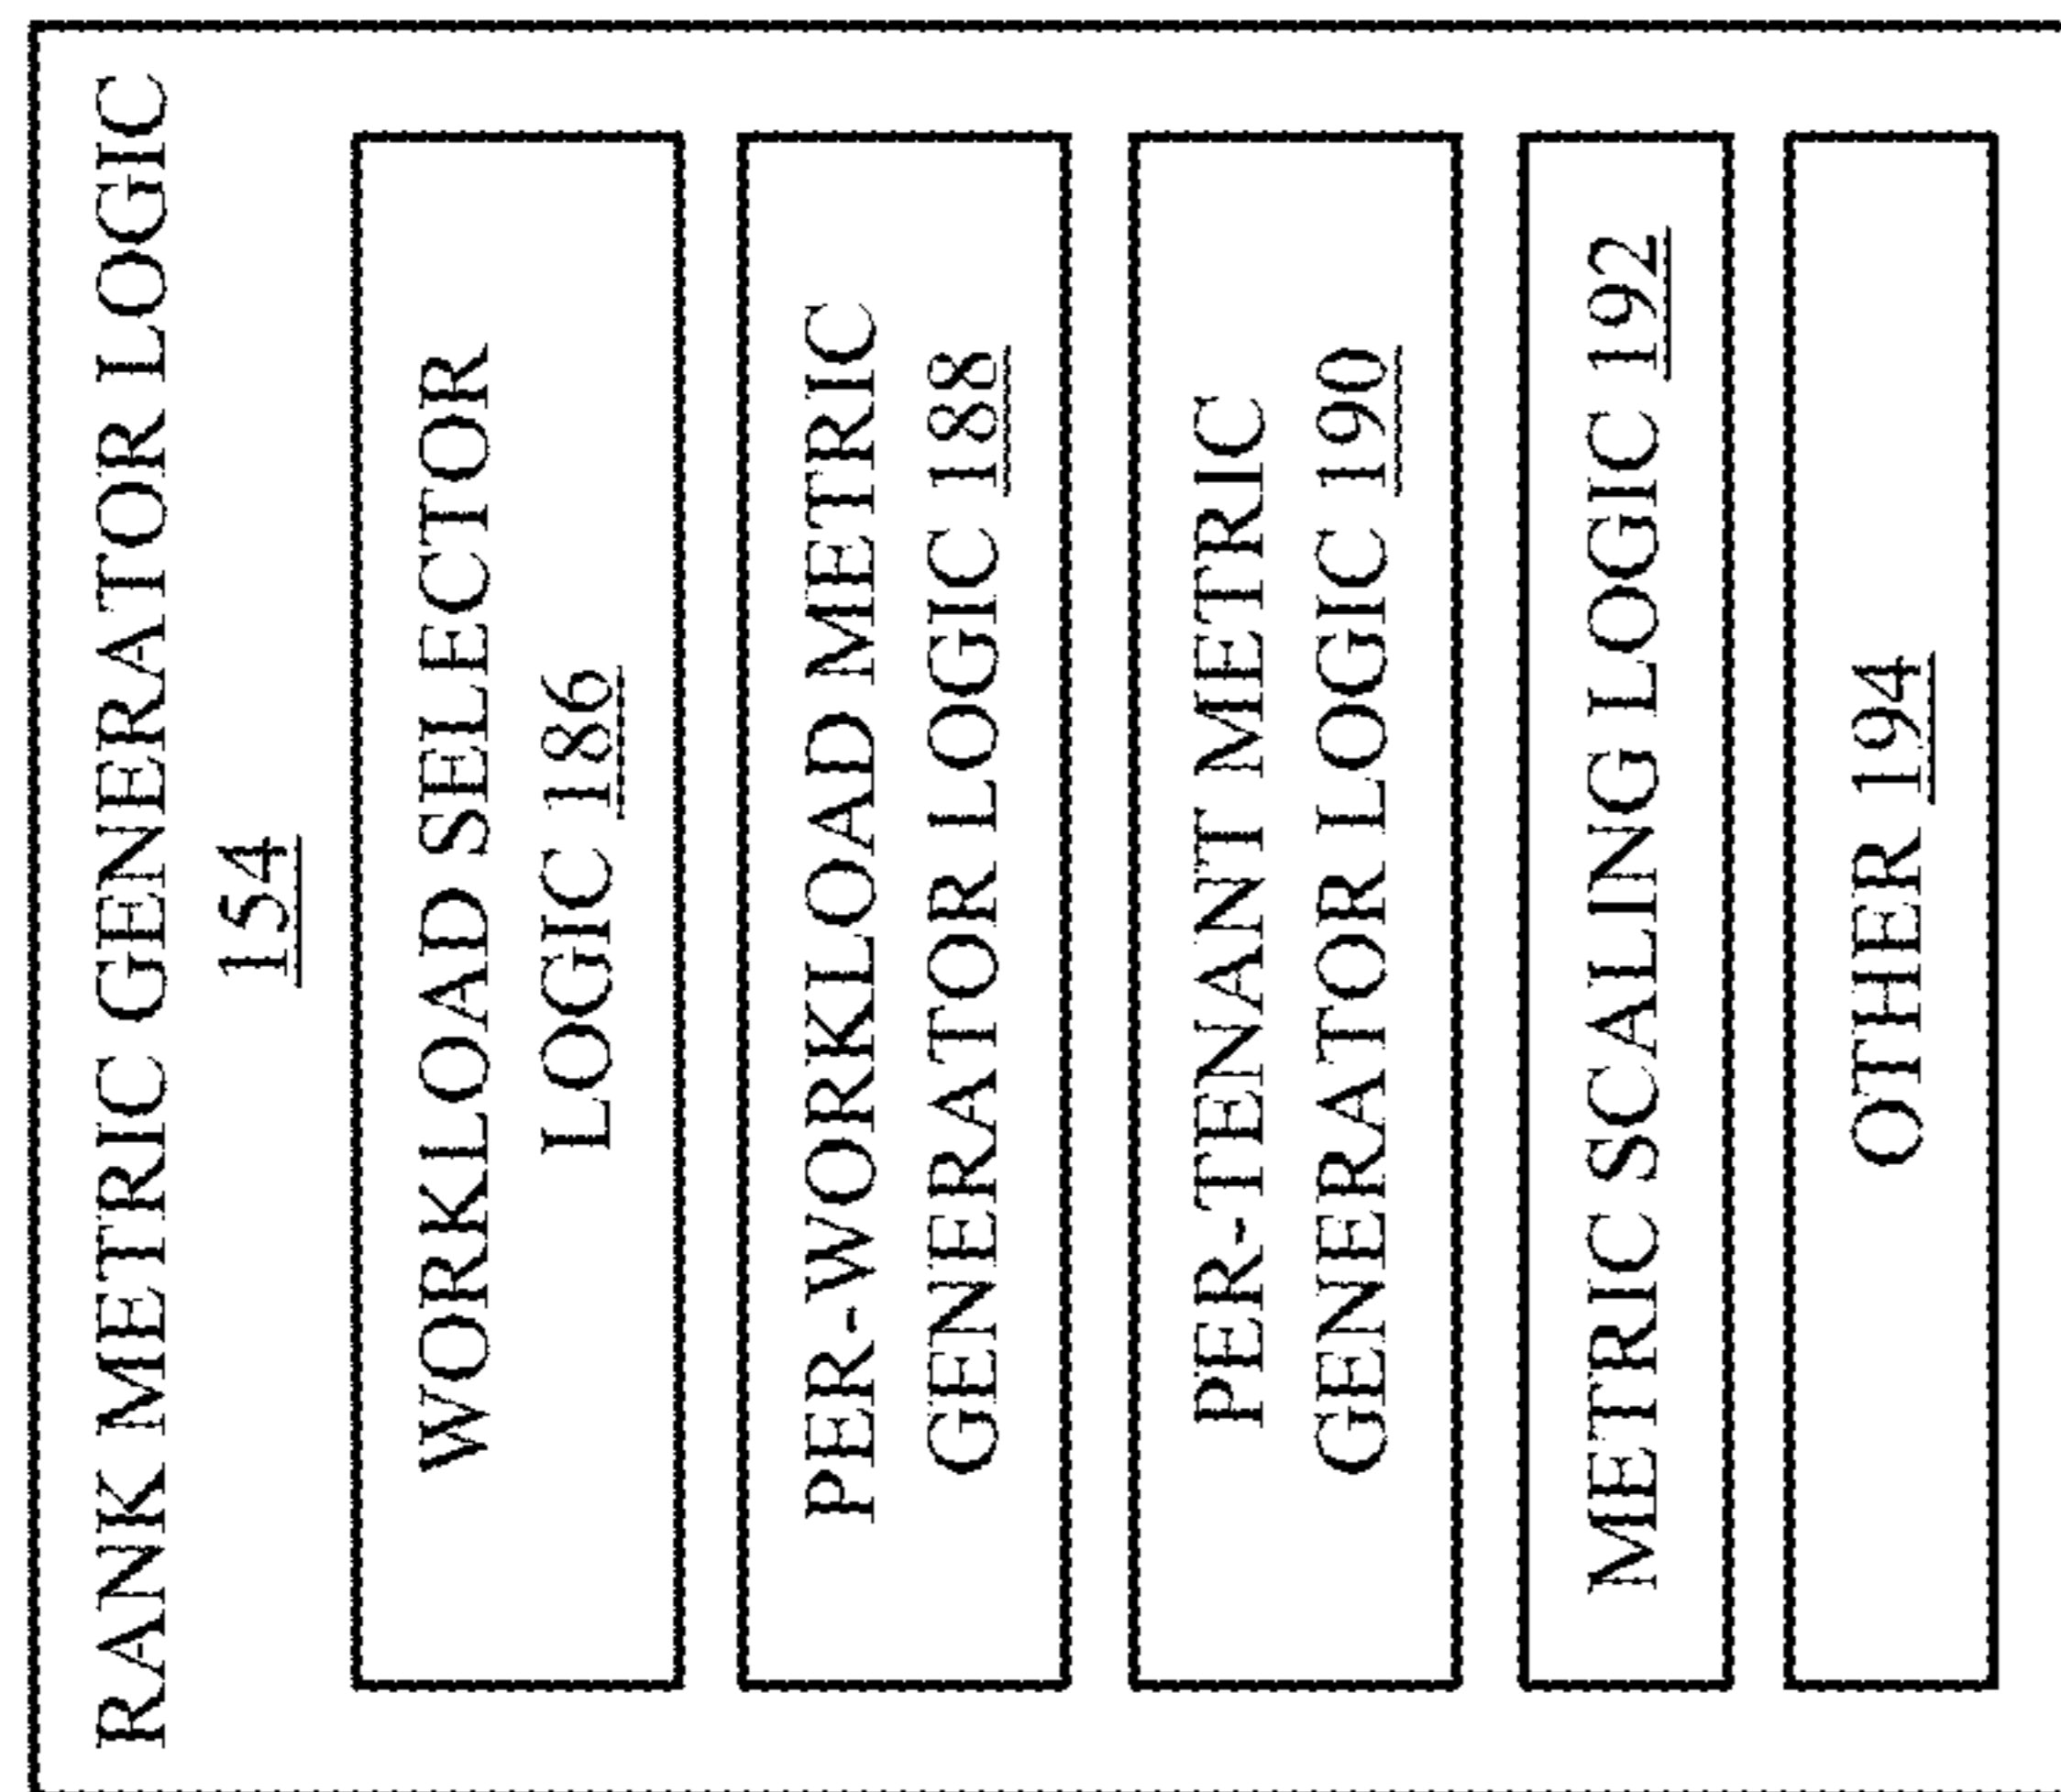 RANK METRIC GENERATOR LOGIC
154
WORKLOAD SELECTOR
LOGIC 186
PER-WORKLOAD METRIC
GENERATOR LOGIC 188
PER-TENANT METRIC
GENERATOR LOGIC 190
METRIC SCALING LOGIC 192
OTHER 194